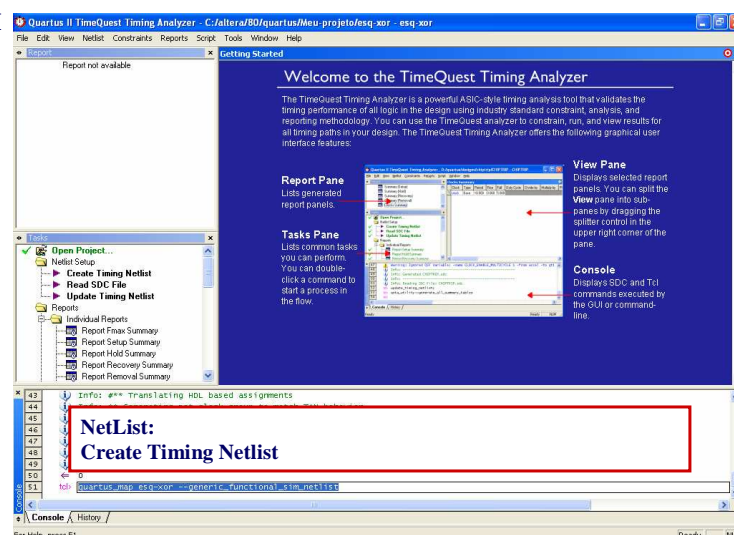 Quartus II TimeQuest Timing Analyzer - C:/altera/80/quartus/Meu-projeto/esq-xor - esq-xor
File Edit View Netlist Constraints Reports Script Tools Window Help
Report
Report not available
Getting Started
Welcome to the TimeQuest Timing Analyzer
The TimeQuest Timing Analyzer is a powerful ASIC-style timing analysis tool that validates the
timing performance of all logic in the design using industry standard constraint, analysis, and
reporting methodology. You can use the TimeQuest analyzer to constrain, run, and view results for
all timing paths in your design. The TimeQuest Timing Analyzer offers the following graphical user
interface features:
Report Pane
Lists generated
report panels.
Tasks Pane
Lists common tasks
you can perform.
You can double-
click a command to
start a process in
the flow.
View Pane
Displays selected report
panels. You can split the
View pane into sub-
panes by dragging the
splitter control in the
upper right corner of the
pane.
Console
Displays SDC and Tcl
commands executed by
the GUI or command-
line.
Tasks
Open Project...
Netlist Setup
Create Timing Netlist
Read SDC File
Update Timing Netlist
Reports
Individual Reports
Report Fmax Summary
Report Setup Summary
Report Hold Summary
Report Recovery Summary
Report Removal Summary
43 Info: #** Translating HDL based assignments
44
45
46
47
48
49
50 0
51 tcl> quartus_map esq-xor --generic_functional_sim_netlist
NetList:
Create Timing Netlist
Console
Console History
For Help, press F1
Ready